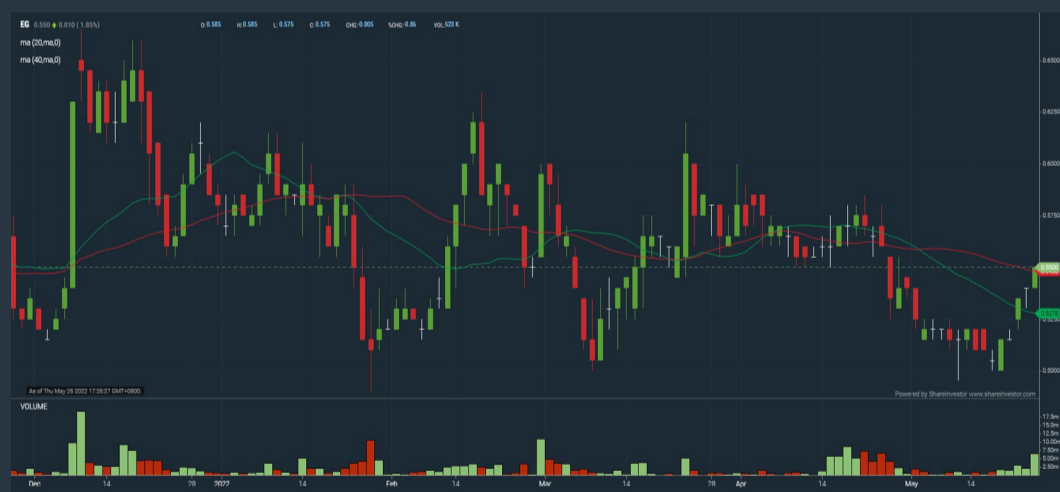 EG 0.550 0.010 (1.85%) O: 0.585 H: 0.585 L: 0.575 C: 0.575 CHG:-0.005 %CHG:-0.86 VOL:523 K
ma (20,ma,0)
ma (40,ma,0)
0.6500
0.6250
0.6000
0.5750
0.5500
0.5270
0.5250
0.5000
As of Thu May 26 2022 17:26:27 GMT+0800.
Powered by ShareInvestor www.shareinvestor.com
VOLUME
17.5m
15.0m
12.5m
10.00m
7.50m
5.00m
2.50m
Dec 14 28 2022 14 Feb 14 Mar 14 28 Apr 14 May 14